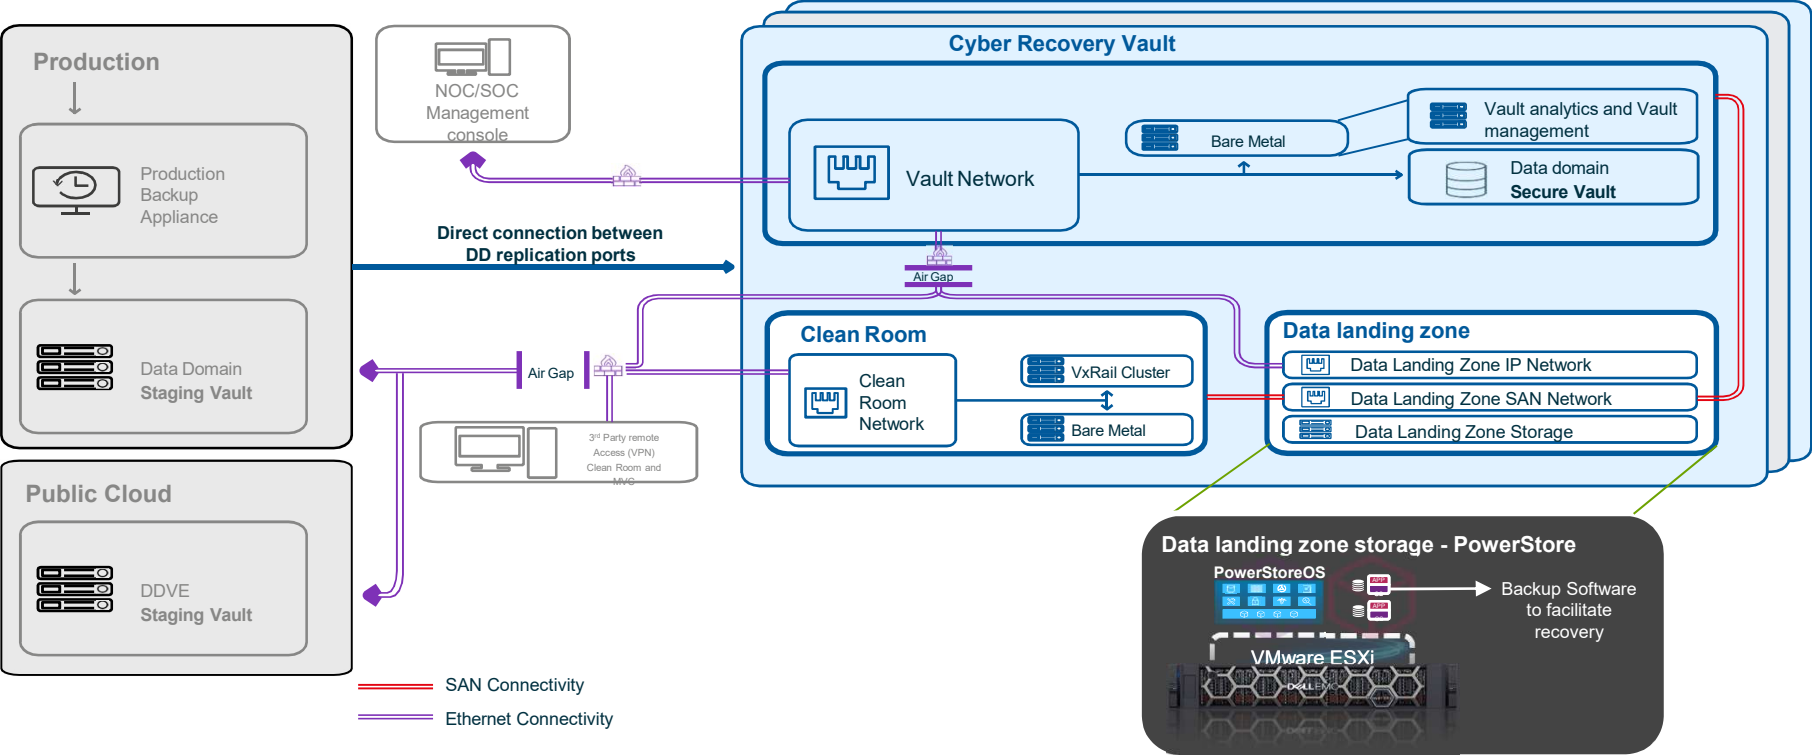 Production
Production
Backup
Appliance
Data Domain
Staging Vault
Public Cloud
DDVE
Staging Vault
NOC/SOC
Management
console
Direct connection between
DD replication ports
Air Gap
3rd Party remote
Access (VPN)
Clean Room and
SAN Connectivity
Ethernet Connectivity
Cyber Recovery Vault
Vault Network
Bare Metal
Vault analytics and Vault
management
Data domain
Secure Vault
Air Gap
Clean Room
Clean
Room
Network
VxRail Cluster
Bare Metal
Data landing zone
Data Landing Zone IP Network
Data Landing Zone SAN Network
Data Landing Zone Storage
Data landing zone storage - PowerStore
PowerStoreOS
APP
APP
Backup Software
to facilitate
recovery
VMware ESXi
DELLEMC